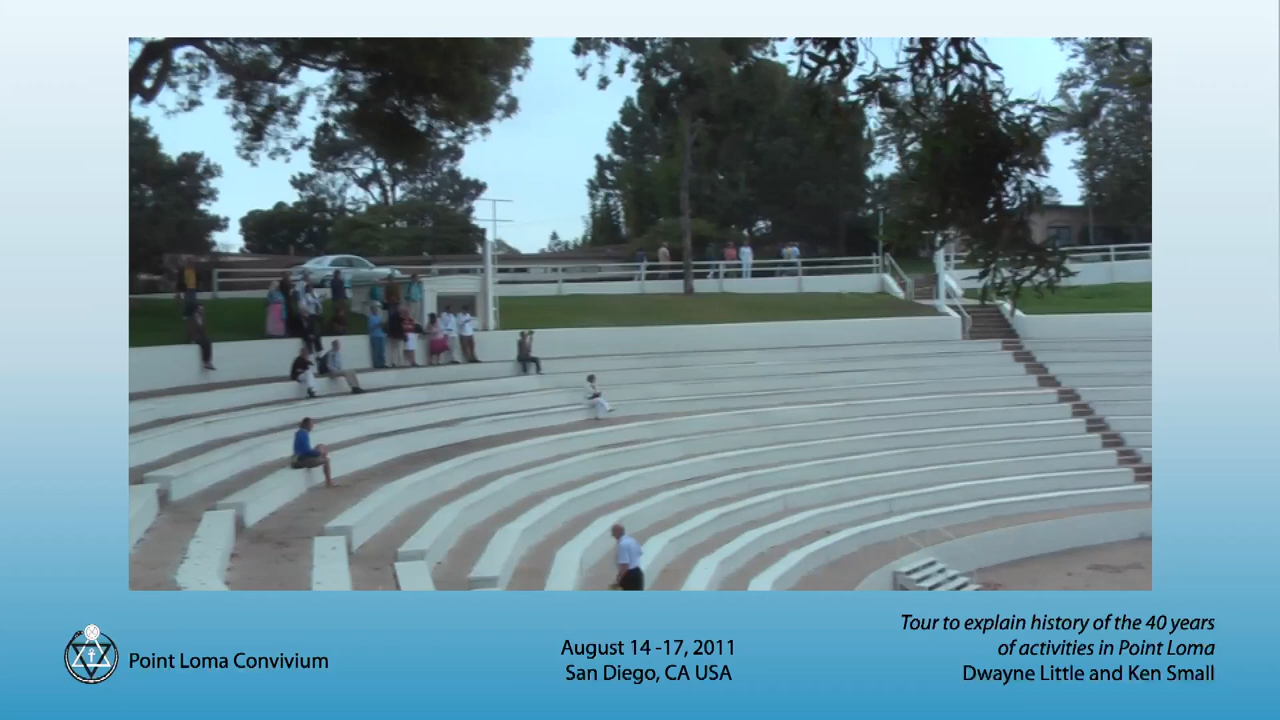 Point Loma Convivium
August 14 -17, 2011
San Diego, CA USA
Tour to explain history of the 40 years
of activities in Point Loma
Dwayne Little and Ken Small